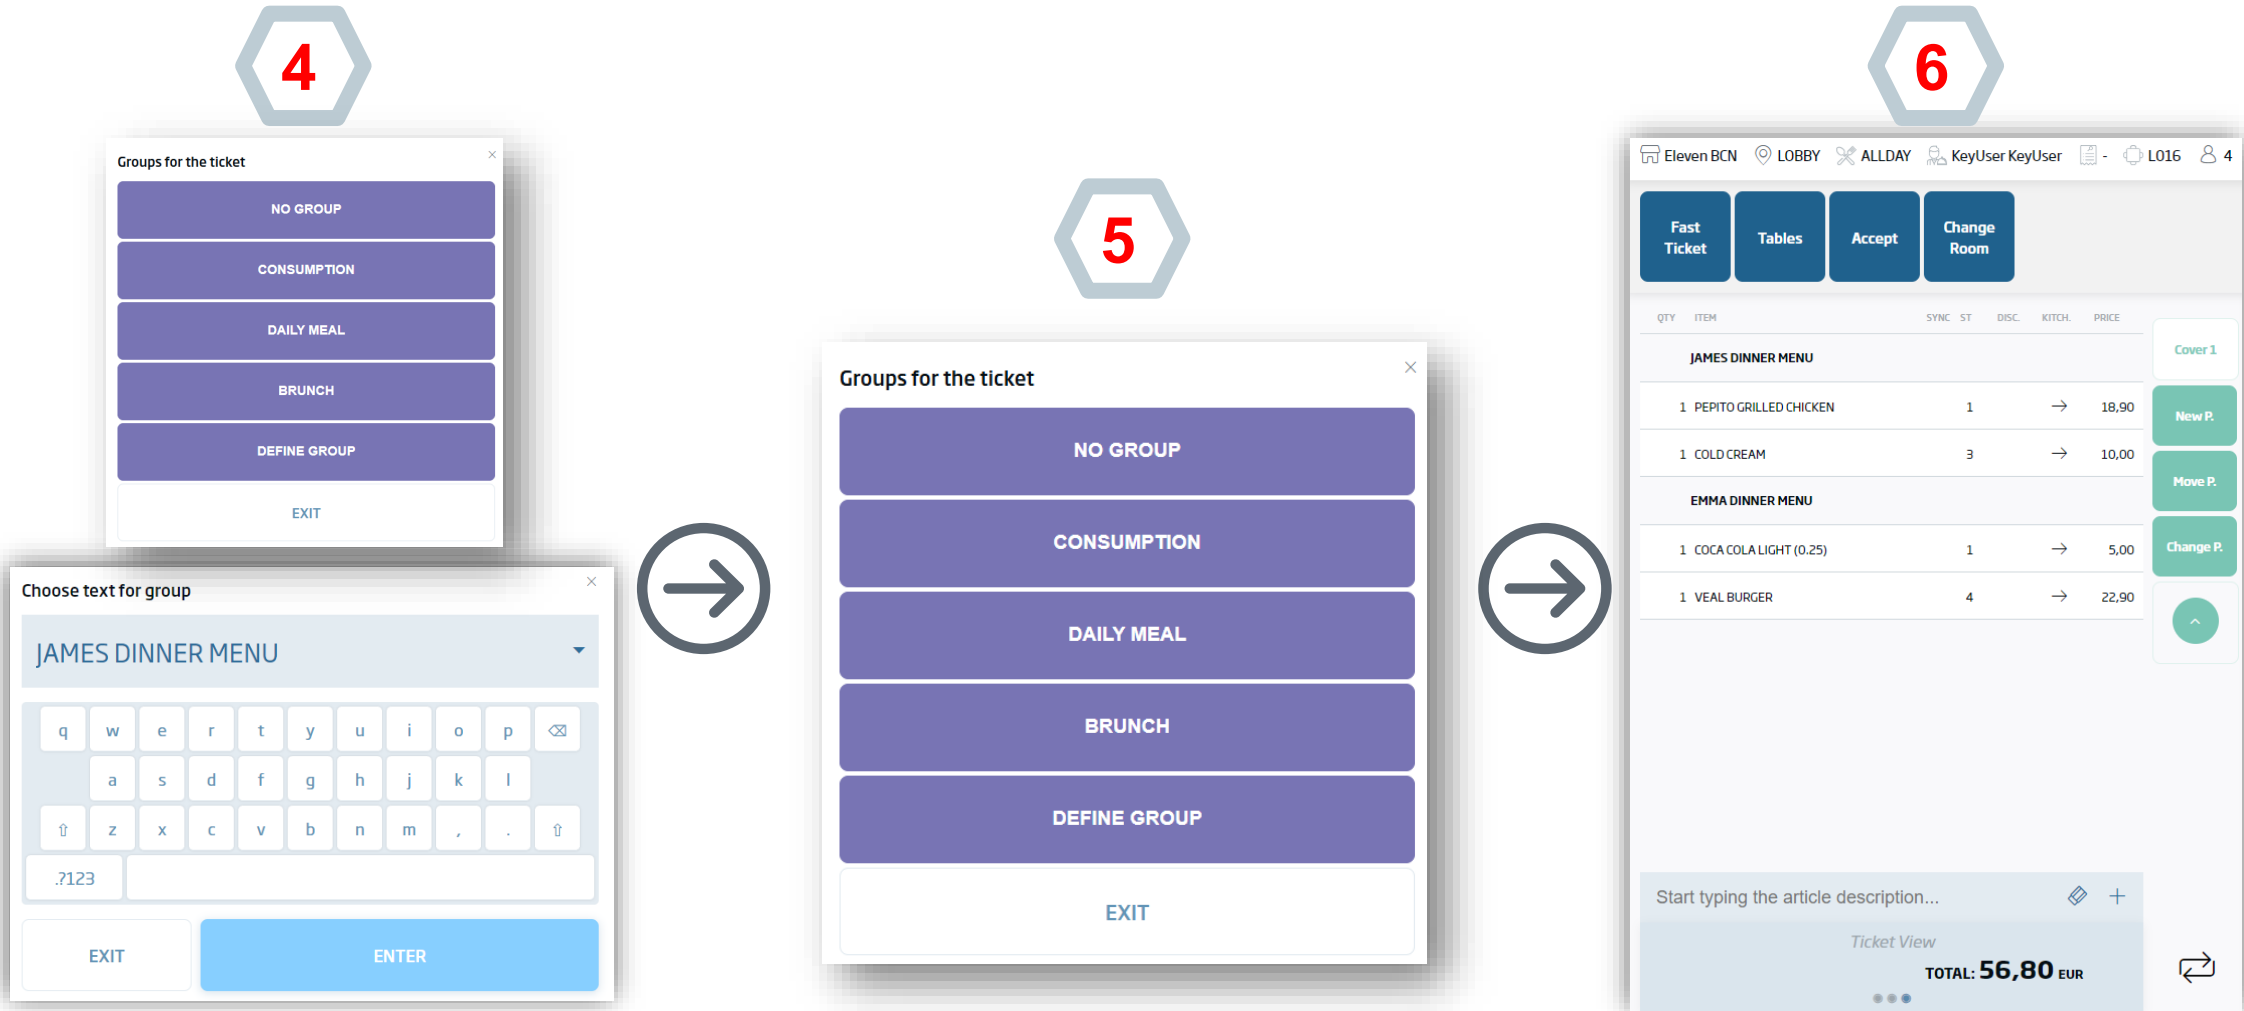 4
Groups for the ticket
NO GROUP
CONSUMPTION
DAILY MEAL
BRUNCH
DEFINE GROUP
EXIT
Choose text for group
JAMES DINNER MENU
q w e r t y u i o p
a s d f g h j k l
z x c v b n m , .
.?123
EXIT ENTER
5
Groups for the ticket
NO GROUP
CONSUMPTION
DAILY MEAL
BRUNCH
DEFINE GROUP
EXIT
6
Eleven BCN LOBBY ALLDAY KeyUser KeyUser - L016 4
Fast Ticket Tables Accept Change Room
QTY ITEM SYNC ST DISC. KITCH. PRICE
JAMES DINNER MENU
1 PEPITO GRILLED CHICKEN 1 → 18,90
1 COLD CREAM 3 → 10,00
EMMA DINNER MENU
1 COCA COLA LIGHT (0.25) 1 → 5,00
1 VEAL BURGER 4 → 22,90
Cover 1
New P.
Move P.
Change P.
Start typing the article description...
Ticket View
TOTAL: 56,80 EUR